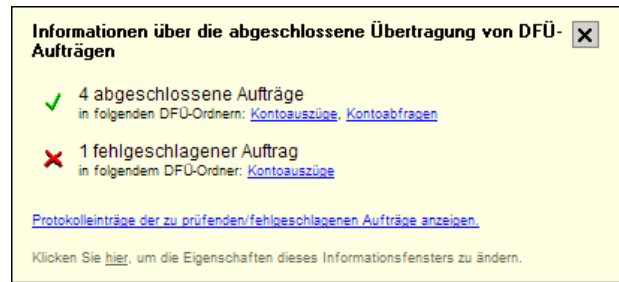 Informationen über die abgeschlossene Übertragung von DFÜ-
Aufträgen
4 abgeschlossene Aufträge
in folgenden DFÜ-Ordnern: Kontoauszüge, Kontoabfragen
1 fehlgeschlagener Auftrag
in folgendem DFÜ-Ordner: Kontoauszüge
Protokolleinträge der zu prüfenden/fehlgeschlagenen Aufträge anzeigen.
Klicken Sie hier, um die Eigenschaften dieses Informationsfensters zu ändern.